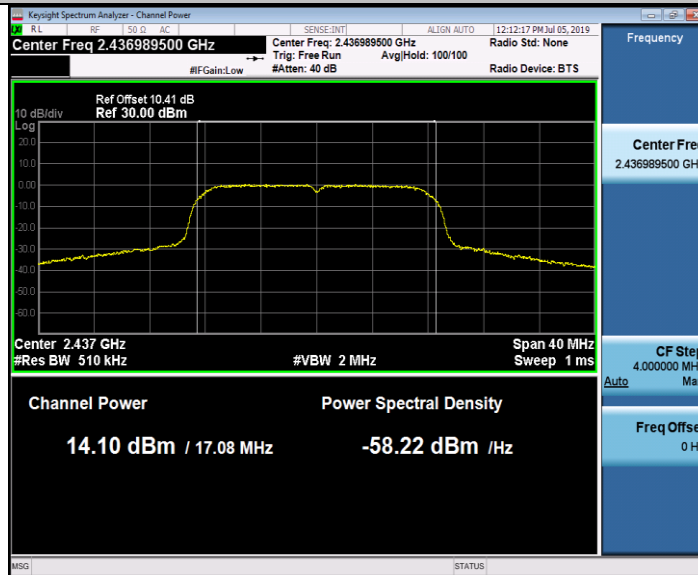 Keysight Spectrum Analyzer - Channel Power
LXI RL RF 50 Ω AC SENSE:INT ALIGN AUTO 12:12:17 PM Jul 05, 2019
Center Freq 2.436989500 GHz
Center Freq: 2.436989500 GHz
Radio Std: None
Trig: Free Run Avg|Hold: 100/100
#IFGain:Low #Atten: 40 dB
Radio Device: BTS
Ref Offset 10.41 dB
10 dB/div Ref 30.00 dBm
Log
20.0
10.0
0.00
-10.0
-20.0
-30.0
-40.0
-50.0
-60.0
Center 2.437 GHz Span 40 MHz
#Res BW 510 kHz #VBW 2 MHz Sweep 1 ms
Channel Power Power Spectral Density
14.10 dBm / 17.08 MHz -58.22 dBm /Hz
MSG STATUS
Frequency
Center Fre
2.436989500 GH
CF Ste
4.000000 MH
Auto Ma
Freq Offse
0 H